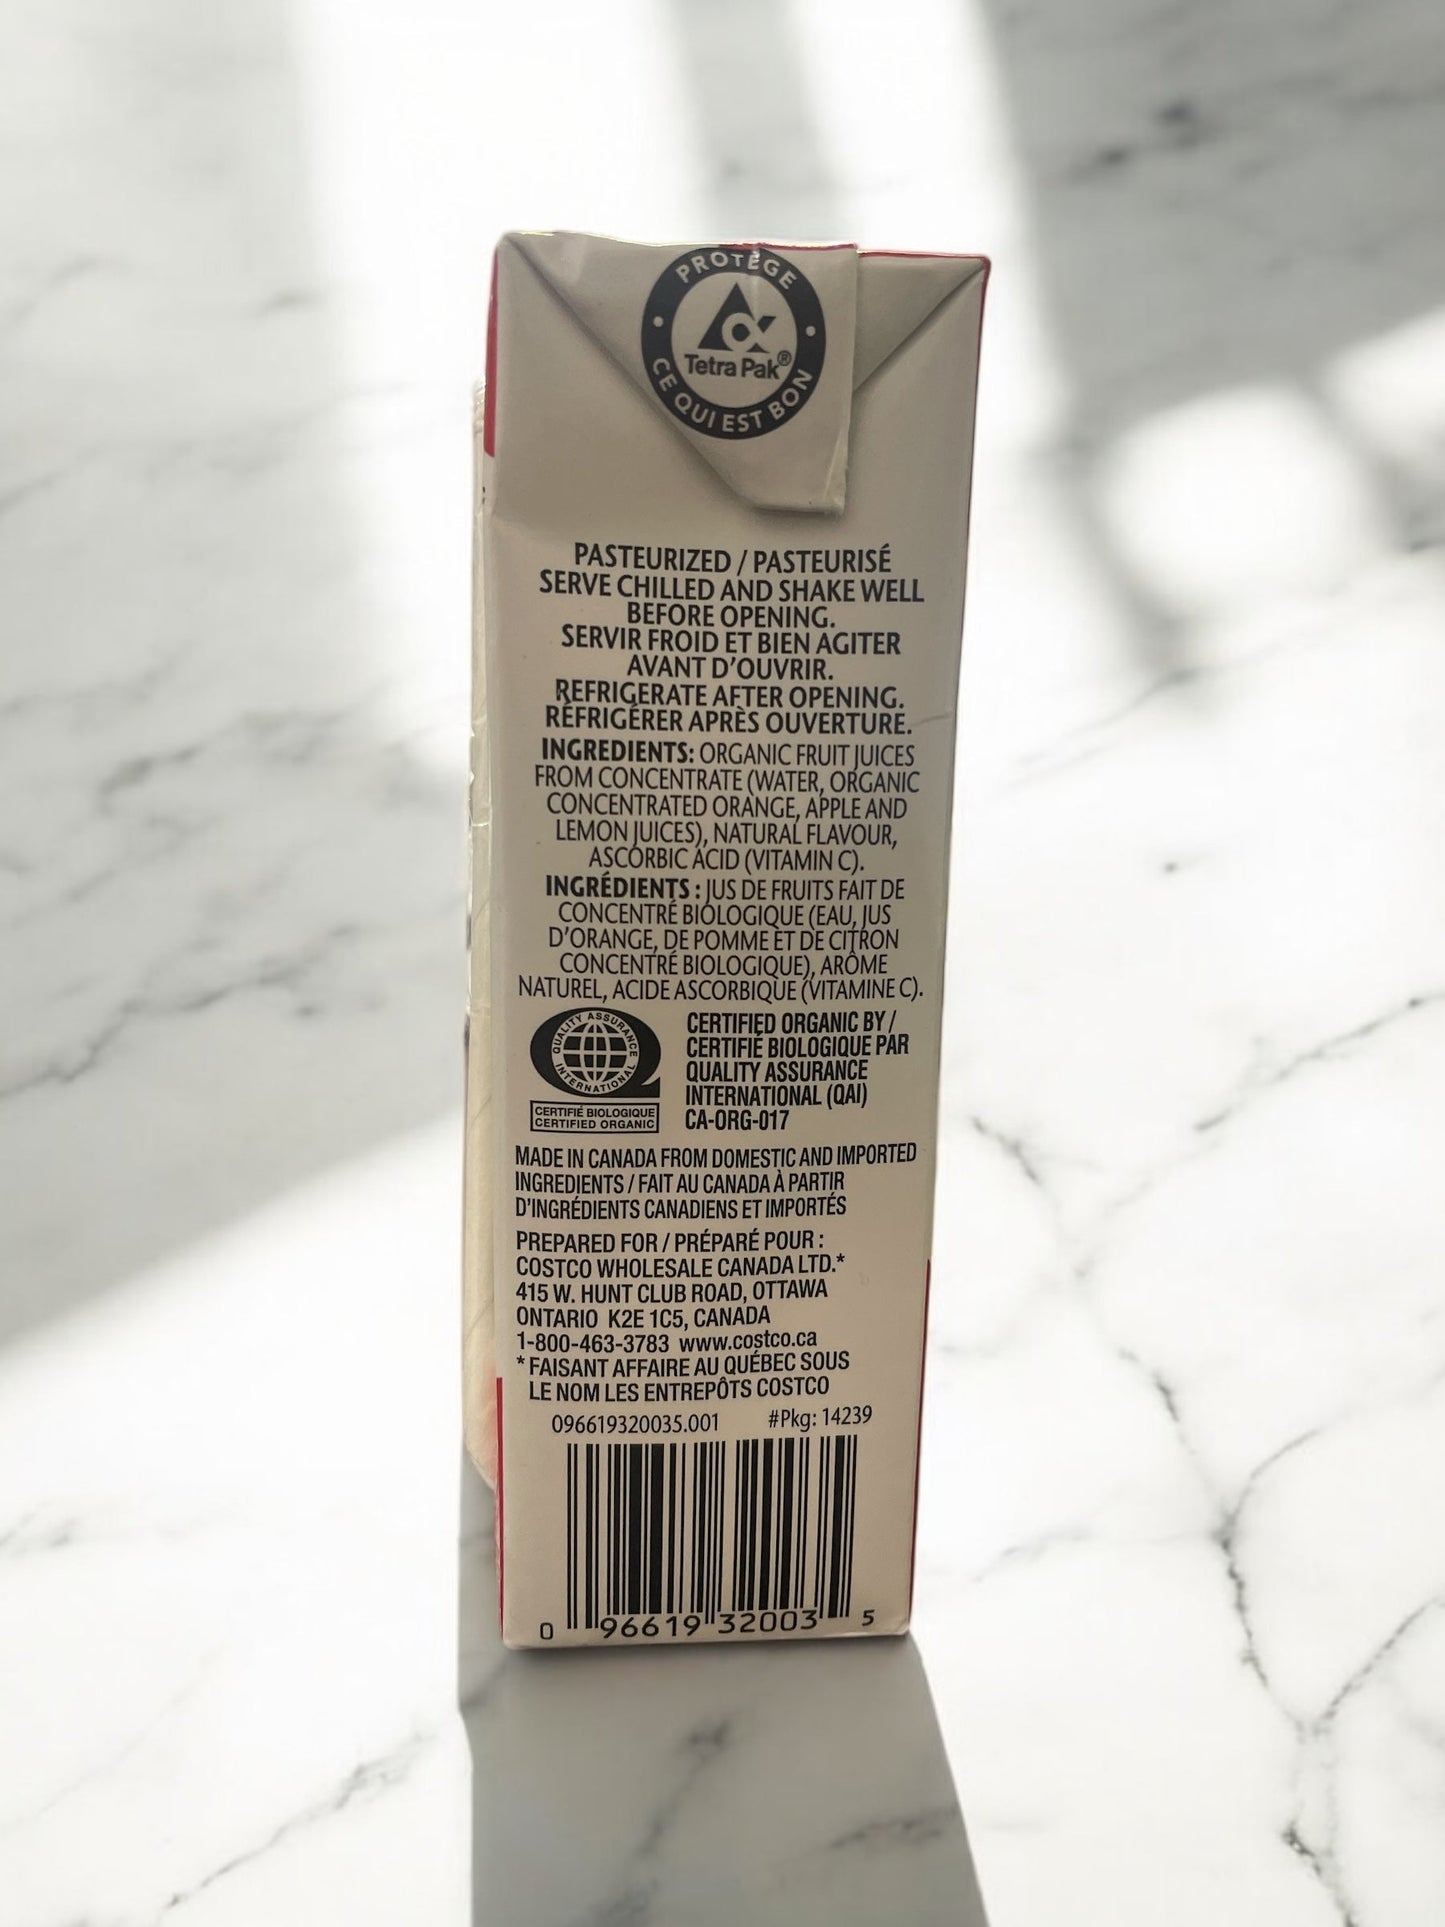 PROTÈGE
Tetra Pak®
CE QUI EST BON
PASTEURIZED / PASTEURISÉ
SERVE CHILLED AND SHAKE WELL
BEFORE OPENING.
SERVIR FROID ET BIEN AGITER
AVANT D'OUVRIR.
REFRIGERATE AFTER OPENING.
RÉFRIGÉRER APRÈS OUVERTURE.
INGREDIENTS: ORGANIC FRUIT JUICES
FROM CONCENTRATE (WATER, ORGANIC
CONCENTRATED ORANGE, APPLE AND
LEMON JUICES), NATURAL FLAVOUR,
ASCORBIC ACID (VITAMIN C).
INGRÉDIENTS : JUS DE FRUITS FAIT DE
CONCENTRÉ BIOLOGIQUE (EAU, JUS
D'ORANGE, DE POMME ET DE CITRON
CONCENTRÉ BIOLOGIQUE), ARÔME
NATUREL, ACIDE ASCORBIQUE (VITAMINE C).
QUALITY ASSURANCE
INTERNATIONAL
CERTIFIÉ BIOLOGIQUE
CERTIFIED ORGANIC
CERTIFIED ORGANIC BY /
CERTIFIÉ BIOLOGIQUE PAR
QUALITY ASSURANCE
INTERNATIONAL (QAI)
CA-ORG-017
MADE IN CANADA FROM DOMESTIC AND IMPORTED
INGREDIENTS / FAIT AU CANADA À PARTIR
D'INGRÉDIENTS CANADIENS ET IMPORTÉS
PREPARED FOR / PRÉPARÉ POUR :
COSTCO WHOLESALE CANADA LTD.*
415 W. HUNT CLUB ROAD, OTTAWA
ONTARIO K2E 1C5, CANADA
1-800-463-3783 www.costco.ca
* FAISANT AFFAIRE AU QUÉBEC SOUS
LE NOM LES ENTREPÔTS COSTCO
096619320035.001 #Pkg: 14239
0 96619 32003 5